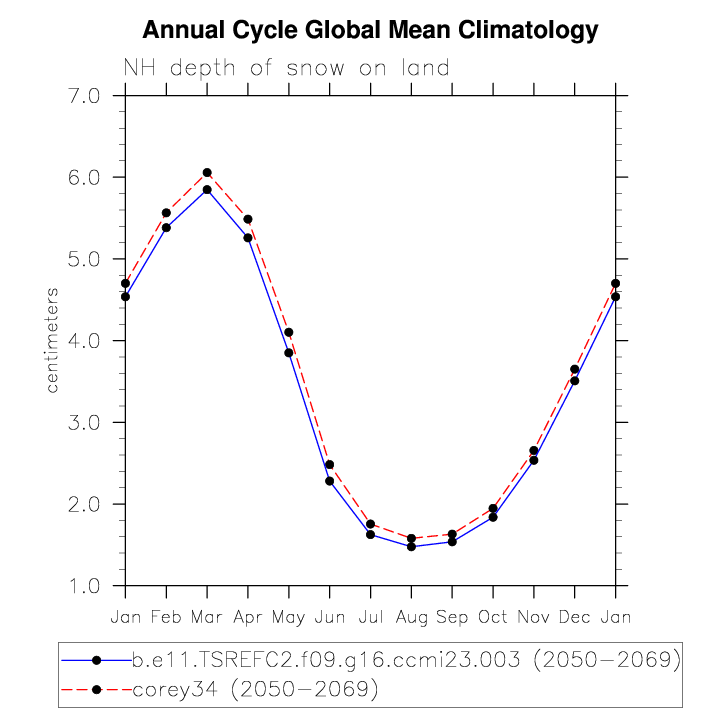 Annual Cycle Global Mean Climatology
NH depth of snow on land
7.0
6.0
5.0
4.0
3.0
2.0
1.0
centimeters
Jan Feb Mar Apr May Jun Jul Aug Sep Oct Nov Dec Jan
b.e11.TSREFC2.f09.g16.ccmi23.003 (2050-2069)
corey34 (2050-2069)